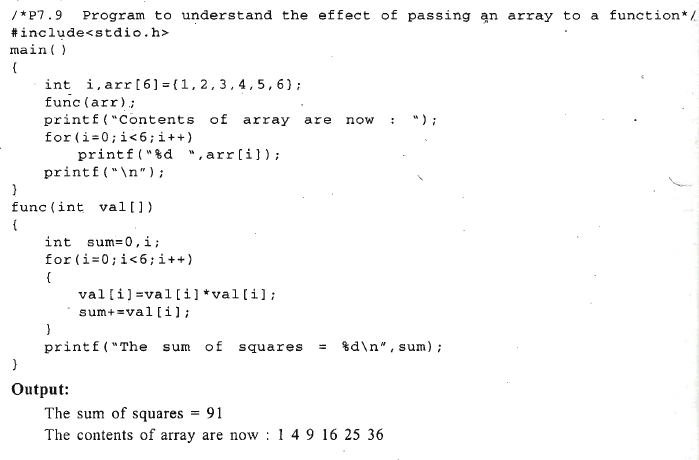 /*P7.9 Program to understand the effect of passing an array to a function*/
#include<stdio.h>
main( )
{
int i,arr[6]={1,2,3,4,5,6};
func(arr);
printf("Contents of array are now : ");
for(i=0;i<6;i++)
printf("%d ",arr[i]);
printf("\n");
}
func(int val[])
{
int sum=0,i;
for(i=0;i<6;i++)
{
val[i]=val[i]*val[i];
sum+=val[i];
}
printf("The sum of squares = %d\n",sum);
}
Output:
The sum of squares = 91
The contents of array are now : 1 4 9 16 25 36